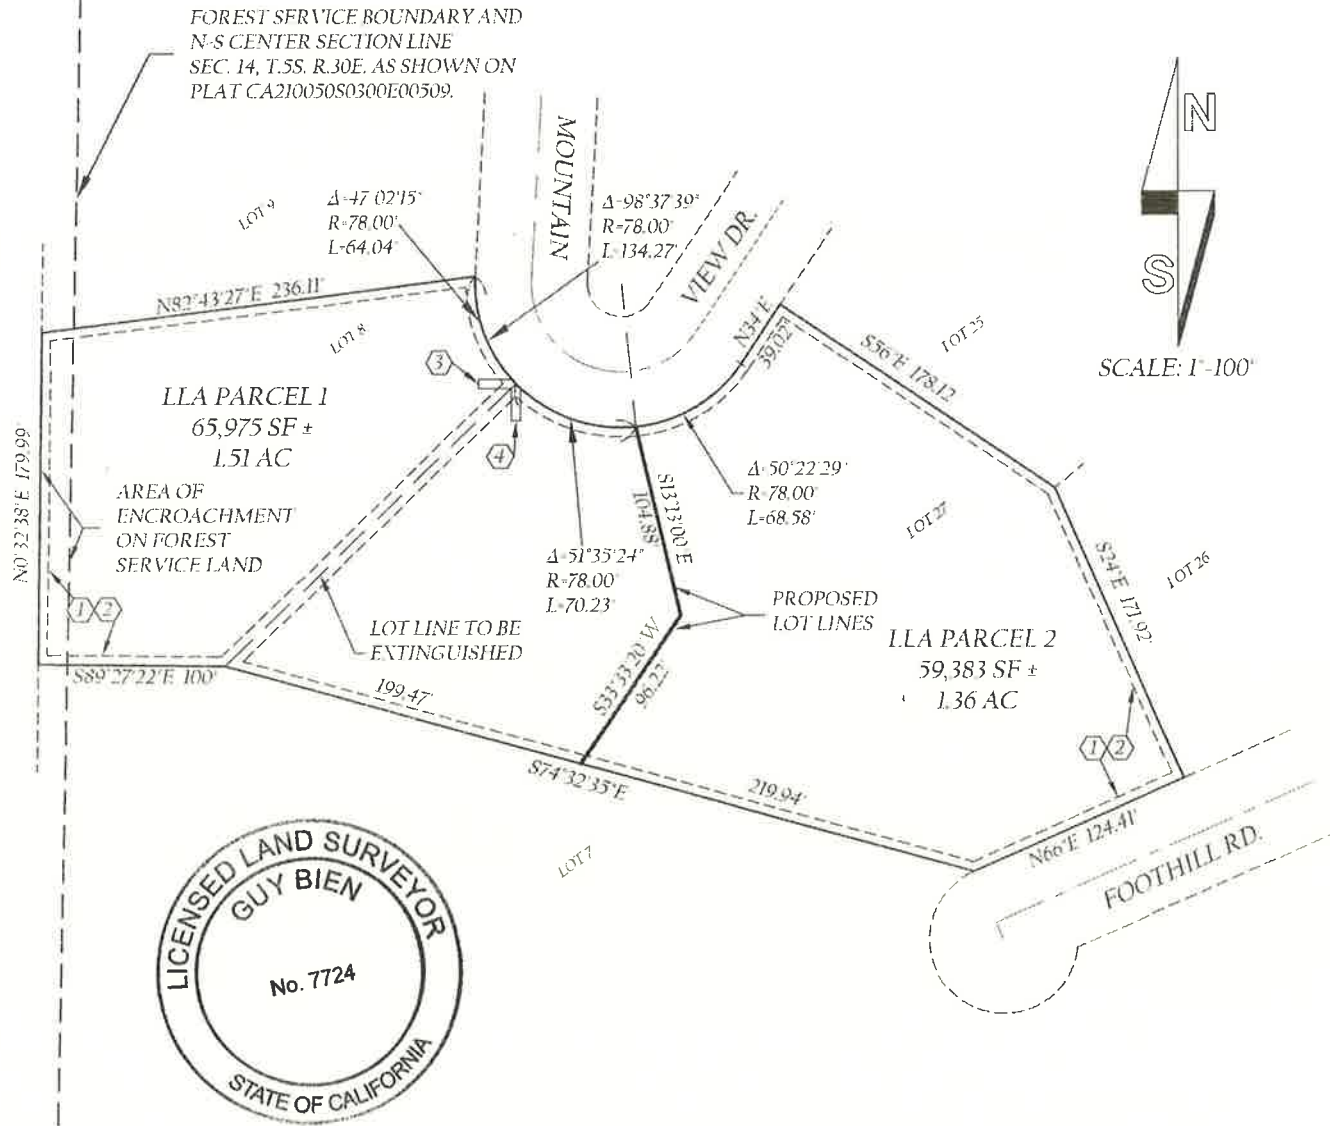 FOREST SERVICE BOUNDARY AND
N-S CENTER SECTION LINE
SEC. 14, T.5S. R.30E. AS SHOWN ON
PLAT CA210050S0300E00509.
MOUNTAIN
VIEW DR.
N
S
SCALE: 1"-100'
LOT 9
Δ=47°02'15"
R=78.00'
L=64.04'
Δ=98°37'39"
R=78.00'
L=134.27'
N82°43'27"E 236.11'
LOT 8
N34°E
39.02'
S56°E 178.12'
LOT 25
3
LLA PARCEL 1
65,975 SF ±
1.51 AC
4
N0°32'38"E 179.99'
AREA OF
ENCROACHMENT
ON FOREST
SERVICE LAND
S13°13'00"E
104.88'
Δ=50°22'29"
R=78.00'
L=68.58'
LOT 27
S24°E 171.92'
LOT 26
Δ=51°35'24"
R=78.00'
L=70.23'
1 2
PROPOSED
LOT LINES
LOT LINE TO BE
EXTINGUISHED
LLA PARCEL 2
59,383 SF ±
1.36 AC
S33°33'20"W
96.22'
S89°27'22"E 100'
199.47'
1 2
S74°32'35"E
219.94'
N66°E 124.41'
FOOTHILL RD.
LOT 7
LICENSED LAND SURVEYOR
GUY BIEN
No. 7724
STATE OF CALIFORNIA